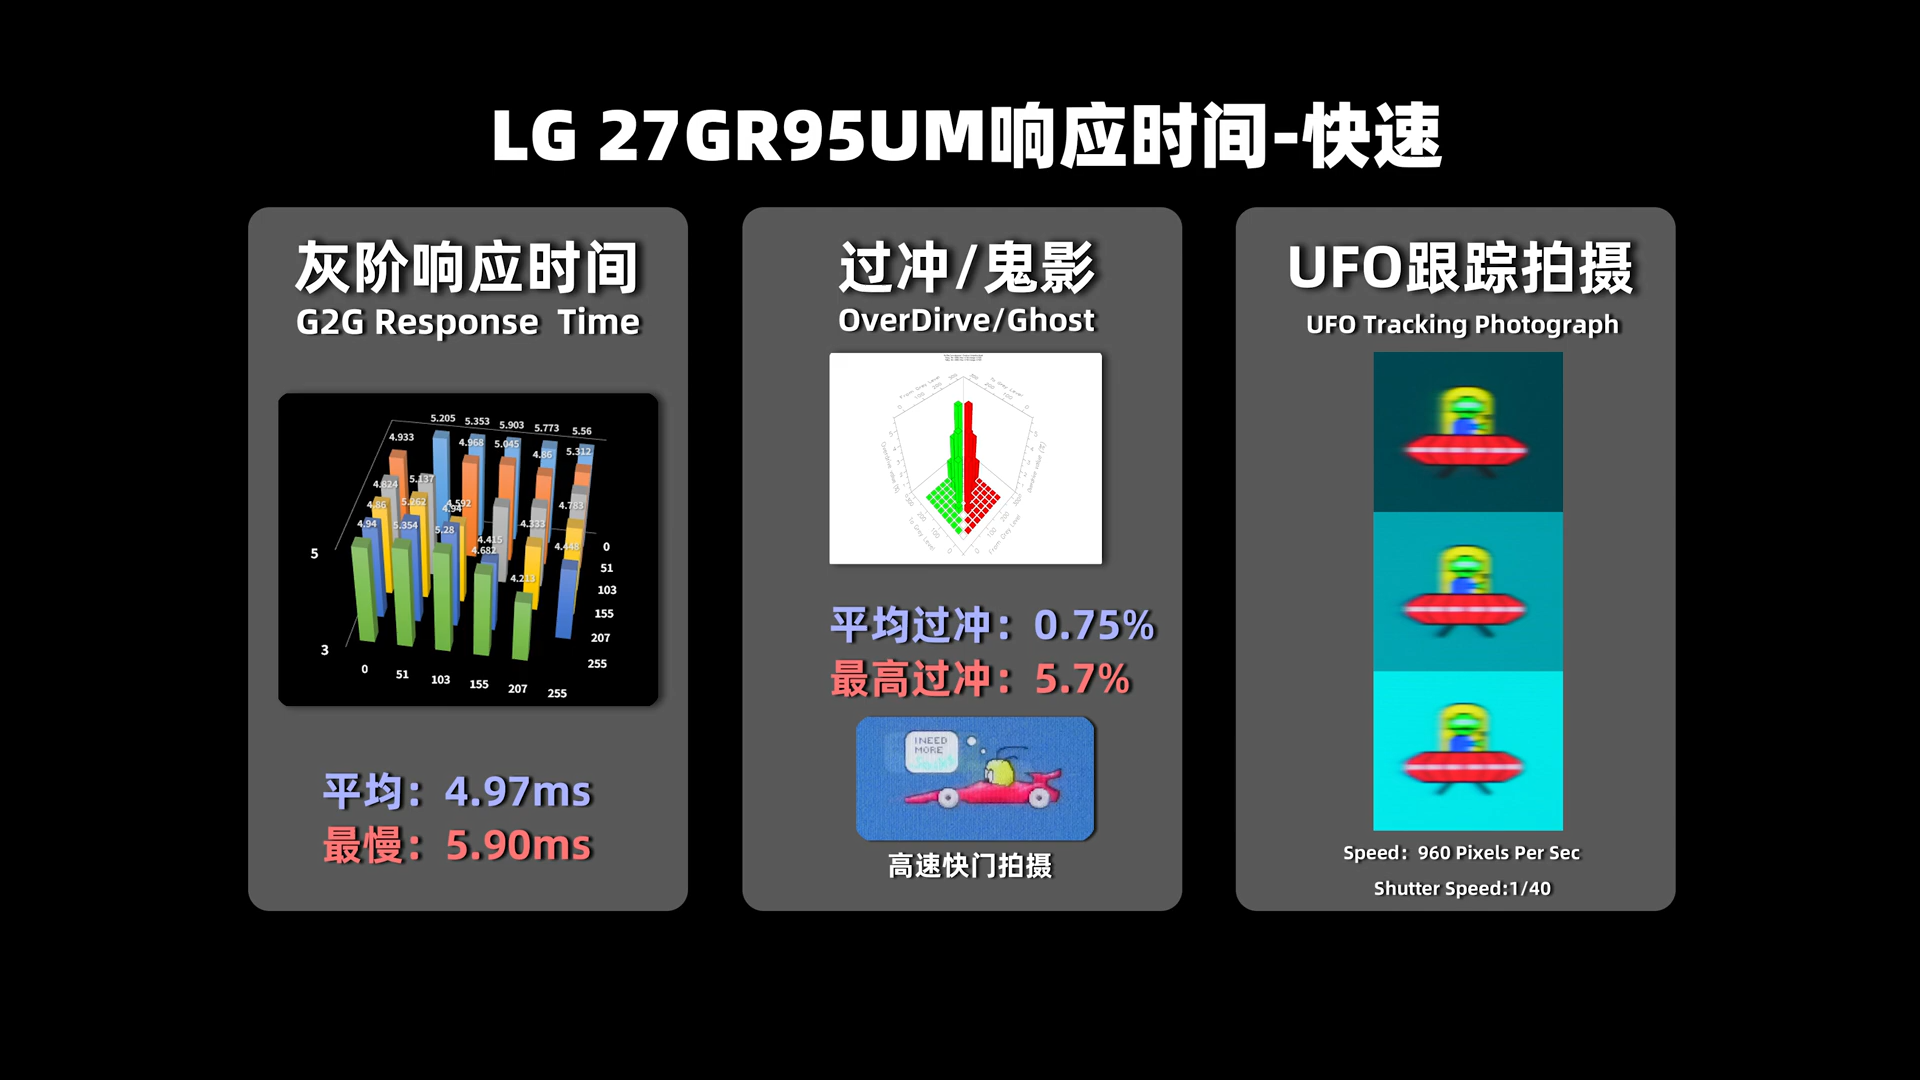 LG 27GR95UM响应时间-快速
灰阶响应时间
G2G Response Time
5.205 5.353 5.903 5.773 5.56
4.933 4.968 5.045 4.86 5.312
4.824 5.137 4.592 4.333 4.783
4.86 5.262 4.94 4.415 4.448
4.94 5.354 5.28 4.682 4.213
5
3
0
51
103
155
207
255
0
51
103
155
207
255
平均：4.97ms
最慢：5.90ms
过冲/鬼影
OverDirve/Ghost
平均过冲：0.75%
最高过冲：5.7%
I NEED
MORE
高速快门拍摄
UFO跟踪拍摄
UFO Tracking Photograph
Speed：960 Pixels Per Sec
Shutter Speed:1/40